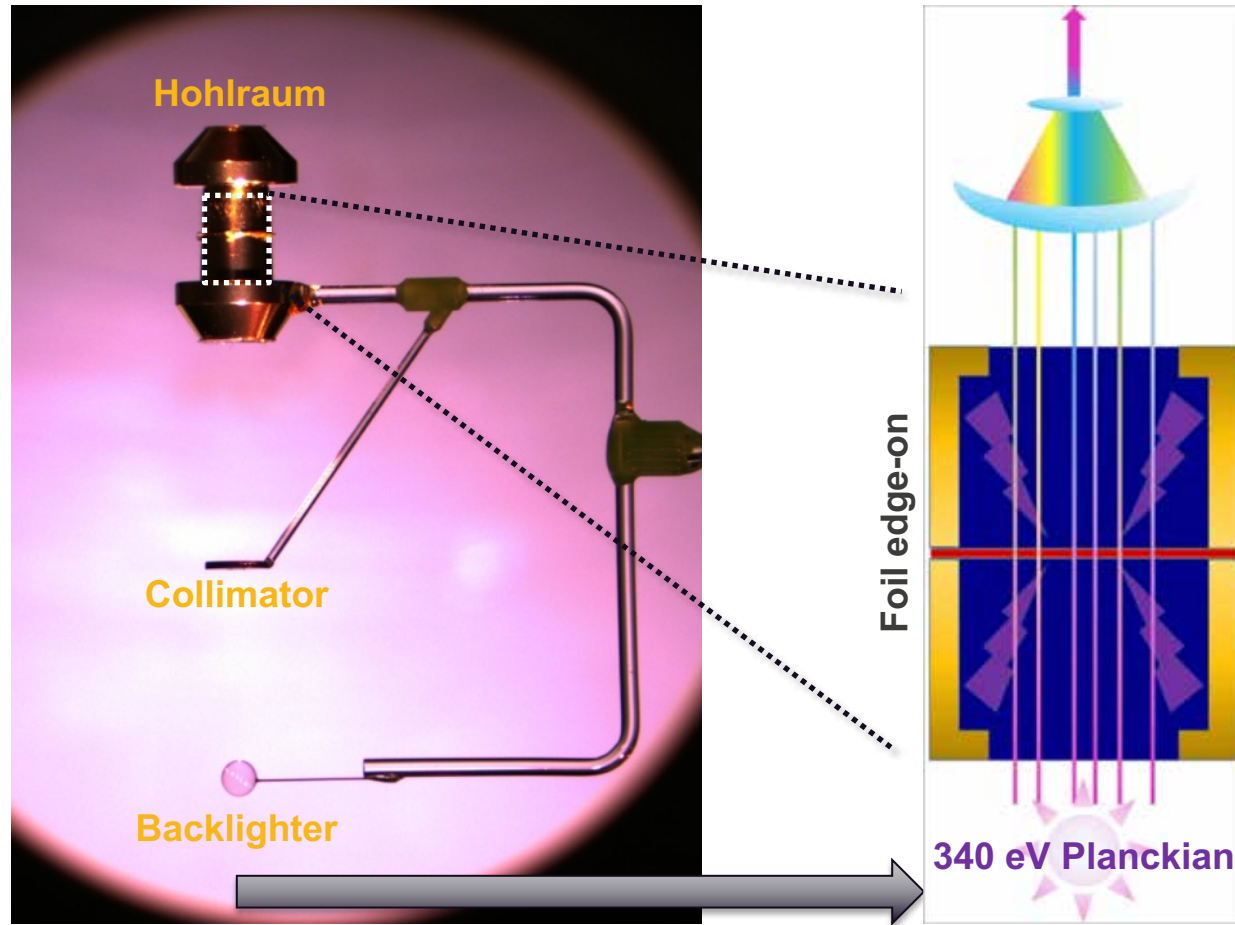 Hohlraum
Collimator
Backlighter
Foil edge-on
340 eV Planckian